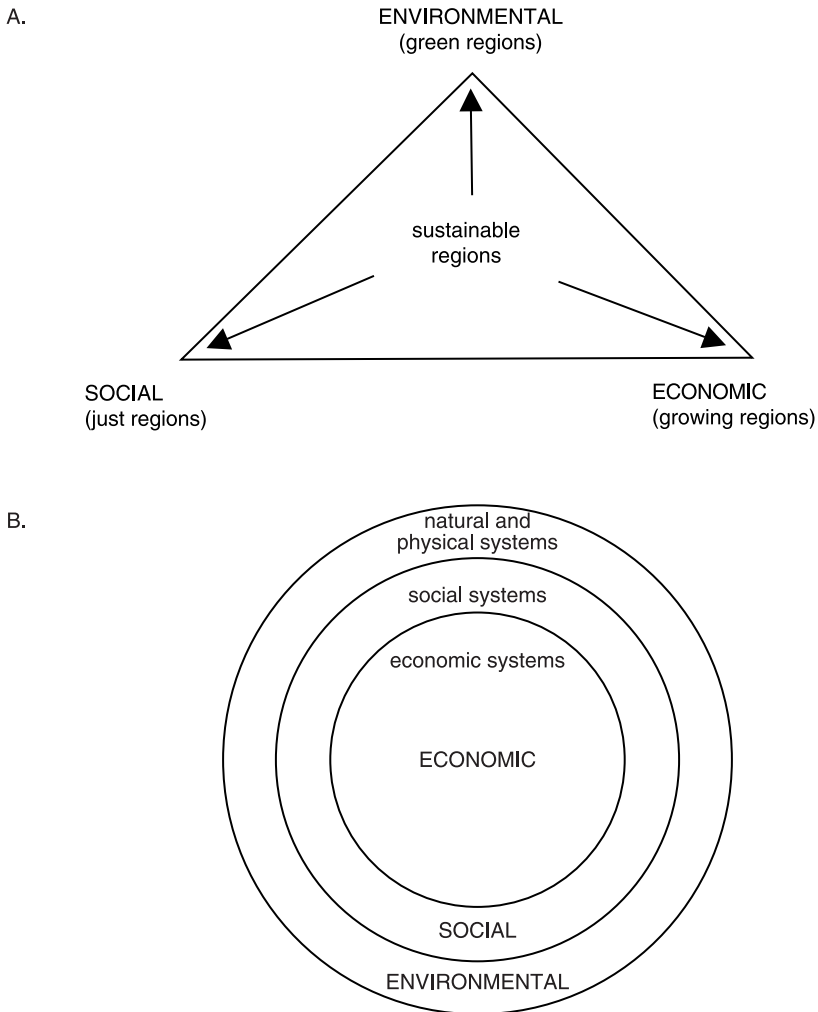 A.
ENVIRONMENTAL
(green regions)
sustainable
regions
SOCIAL
(just regions)
ECONOMIC
(growing regions)
B.
natural and
physical systems
social systems
economic systems
ECONOMIC
SOCIAL
ENVIRONMENTAL